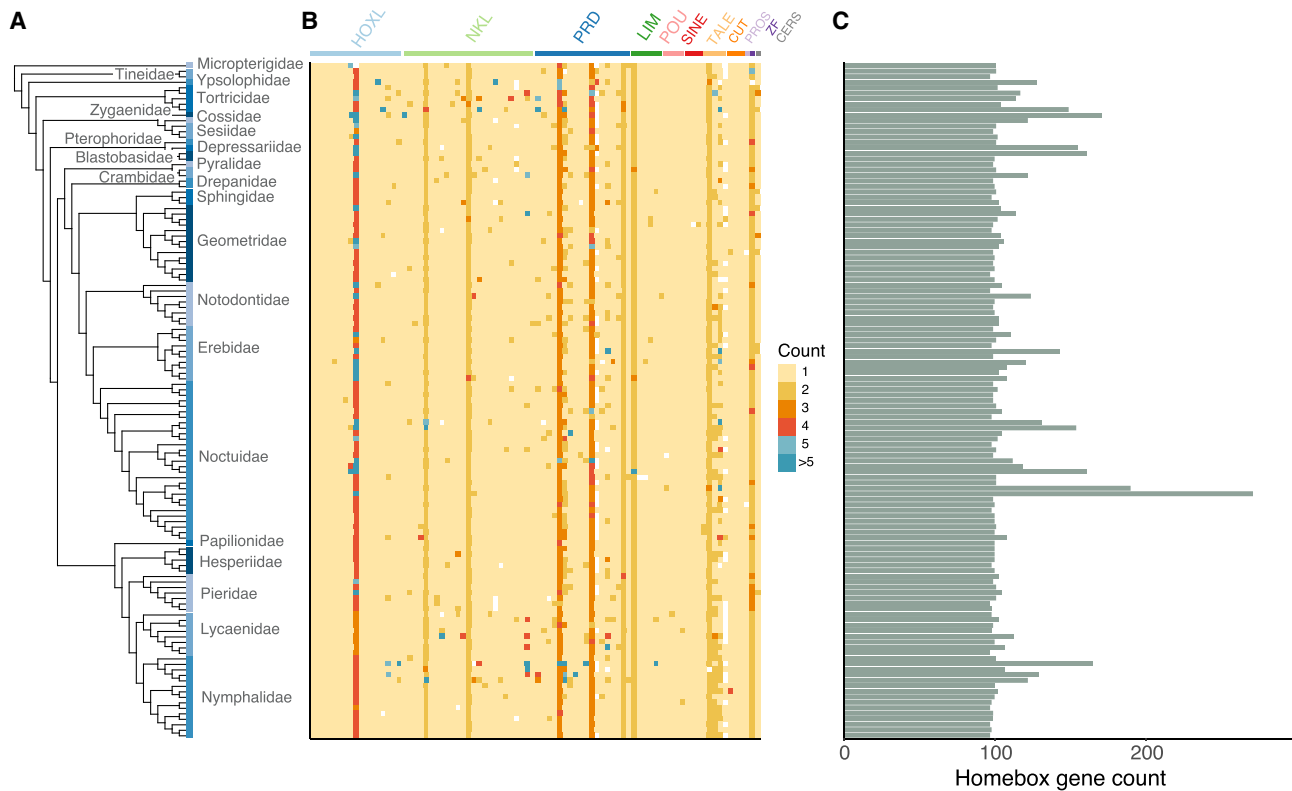 A
B
C
HOXL
NKL
PRD
LIM
POU
SINE
TALE
CUT
PROS
ZF
CERS
Micropterigidae
Tineidae
Ypsolophidae
Tortricidae
Zygaenidae
Cossidae
Sesiidae
Pterophoridae
Depressariidae
Blastobasidae
Pyralidae
Crambidae
Drepanidae
Sphingidae
Geometridae
Notodontidae
Erebidae
Noctuidae
Papilionidae
Hesperiidae
Pieridae
Lycaenidae
Nymphalidae
Count
1
2
3
4
5
>5
0
100
200
Homebox gene count